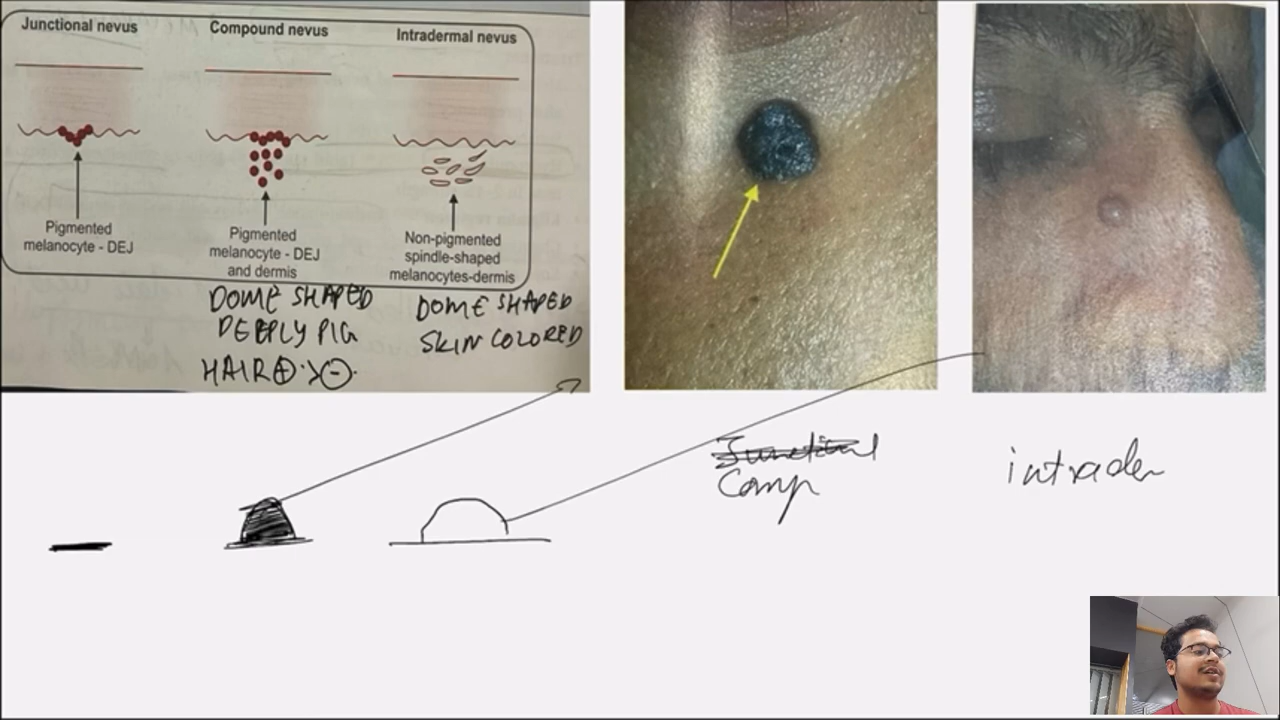 Junctional nevus
Pigmented
melanocyte - DEJ
Compound nevus
Pigmented
melanocyte - DEJ
and dermis
DOME SHAPED
DEEPLY PIG
HAIR⊕>⊖
Intradermal nevus
Non-pigmented
spindle-shaped
melanocytes-dermis
DOME SHAPED
SKIN COLORED
Junctional
Comp
intrader